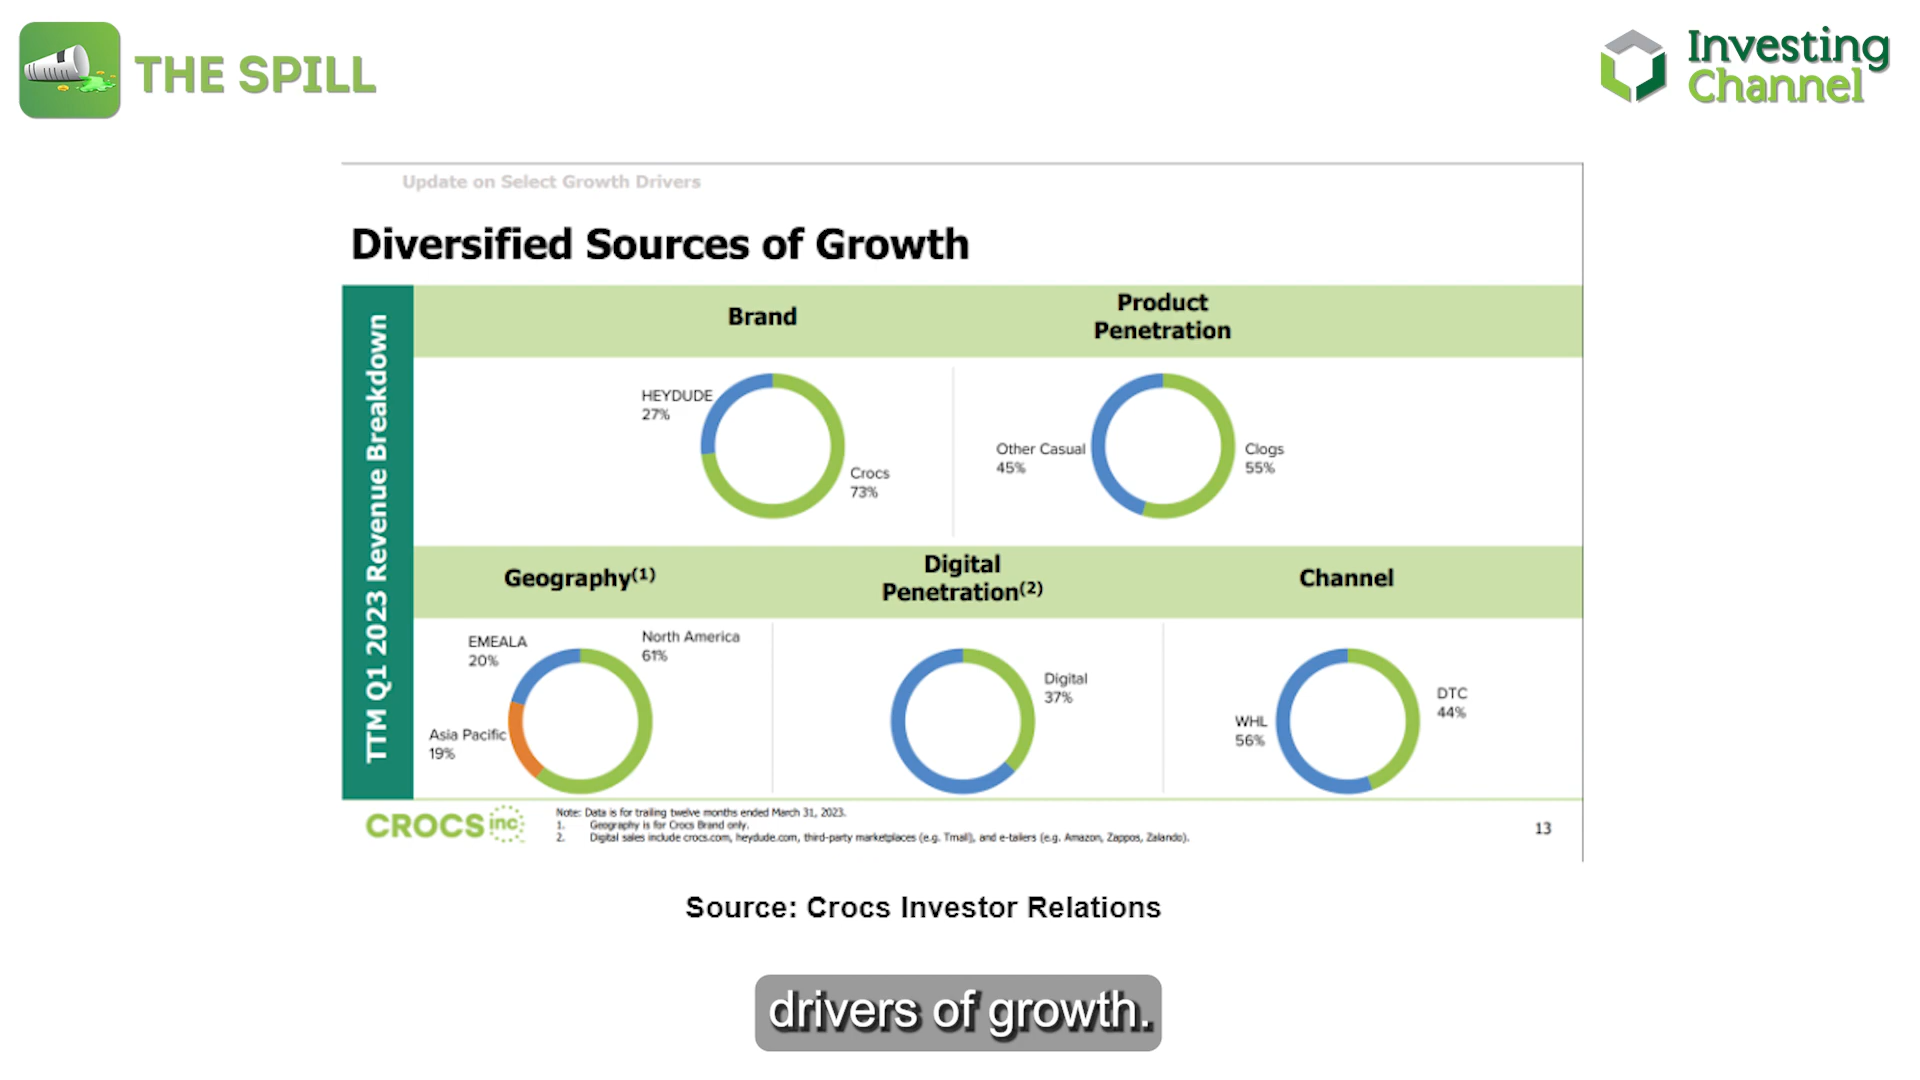 THE SPILL
Investing
Channel
Update on Select Growth Drivers
Diversified Sources of Growth
TTM Q1 2023 Revenue Breakdown
Brand
Product
Penetration
HEYDUDE
27%
Crocs
73%
Other Casual
45%
Clogs
55%
Geography(1)
Digital
Penetration(2)
Channel
EMEALA
20%
North America
61%
Asia Pacific
19%
Digital
37%
WHL
56%
DTC
44%
CROCS inc
Note: Data is for trailing twelve months ended March 31, 2023.
1. Geography is for Crocs Brand only.
2. Digital sales include crocs.com, heydude.com, third-party marketplaces (e.g. Tmall), and e-tailers (e.g. Amazon, Zappos, Zalando).
13
Source: Crocs Investor Relations
drivers of growth.